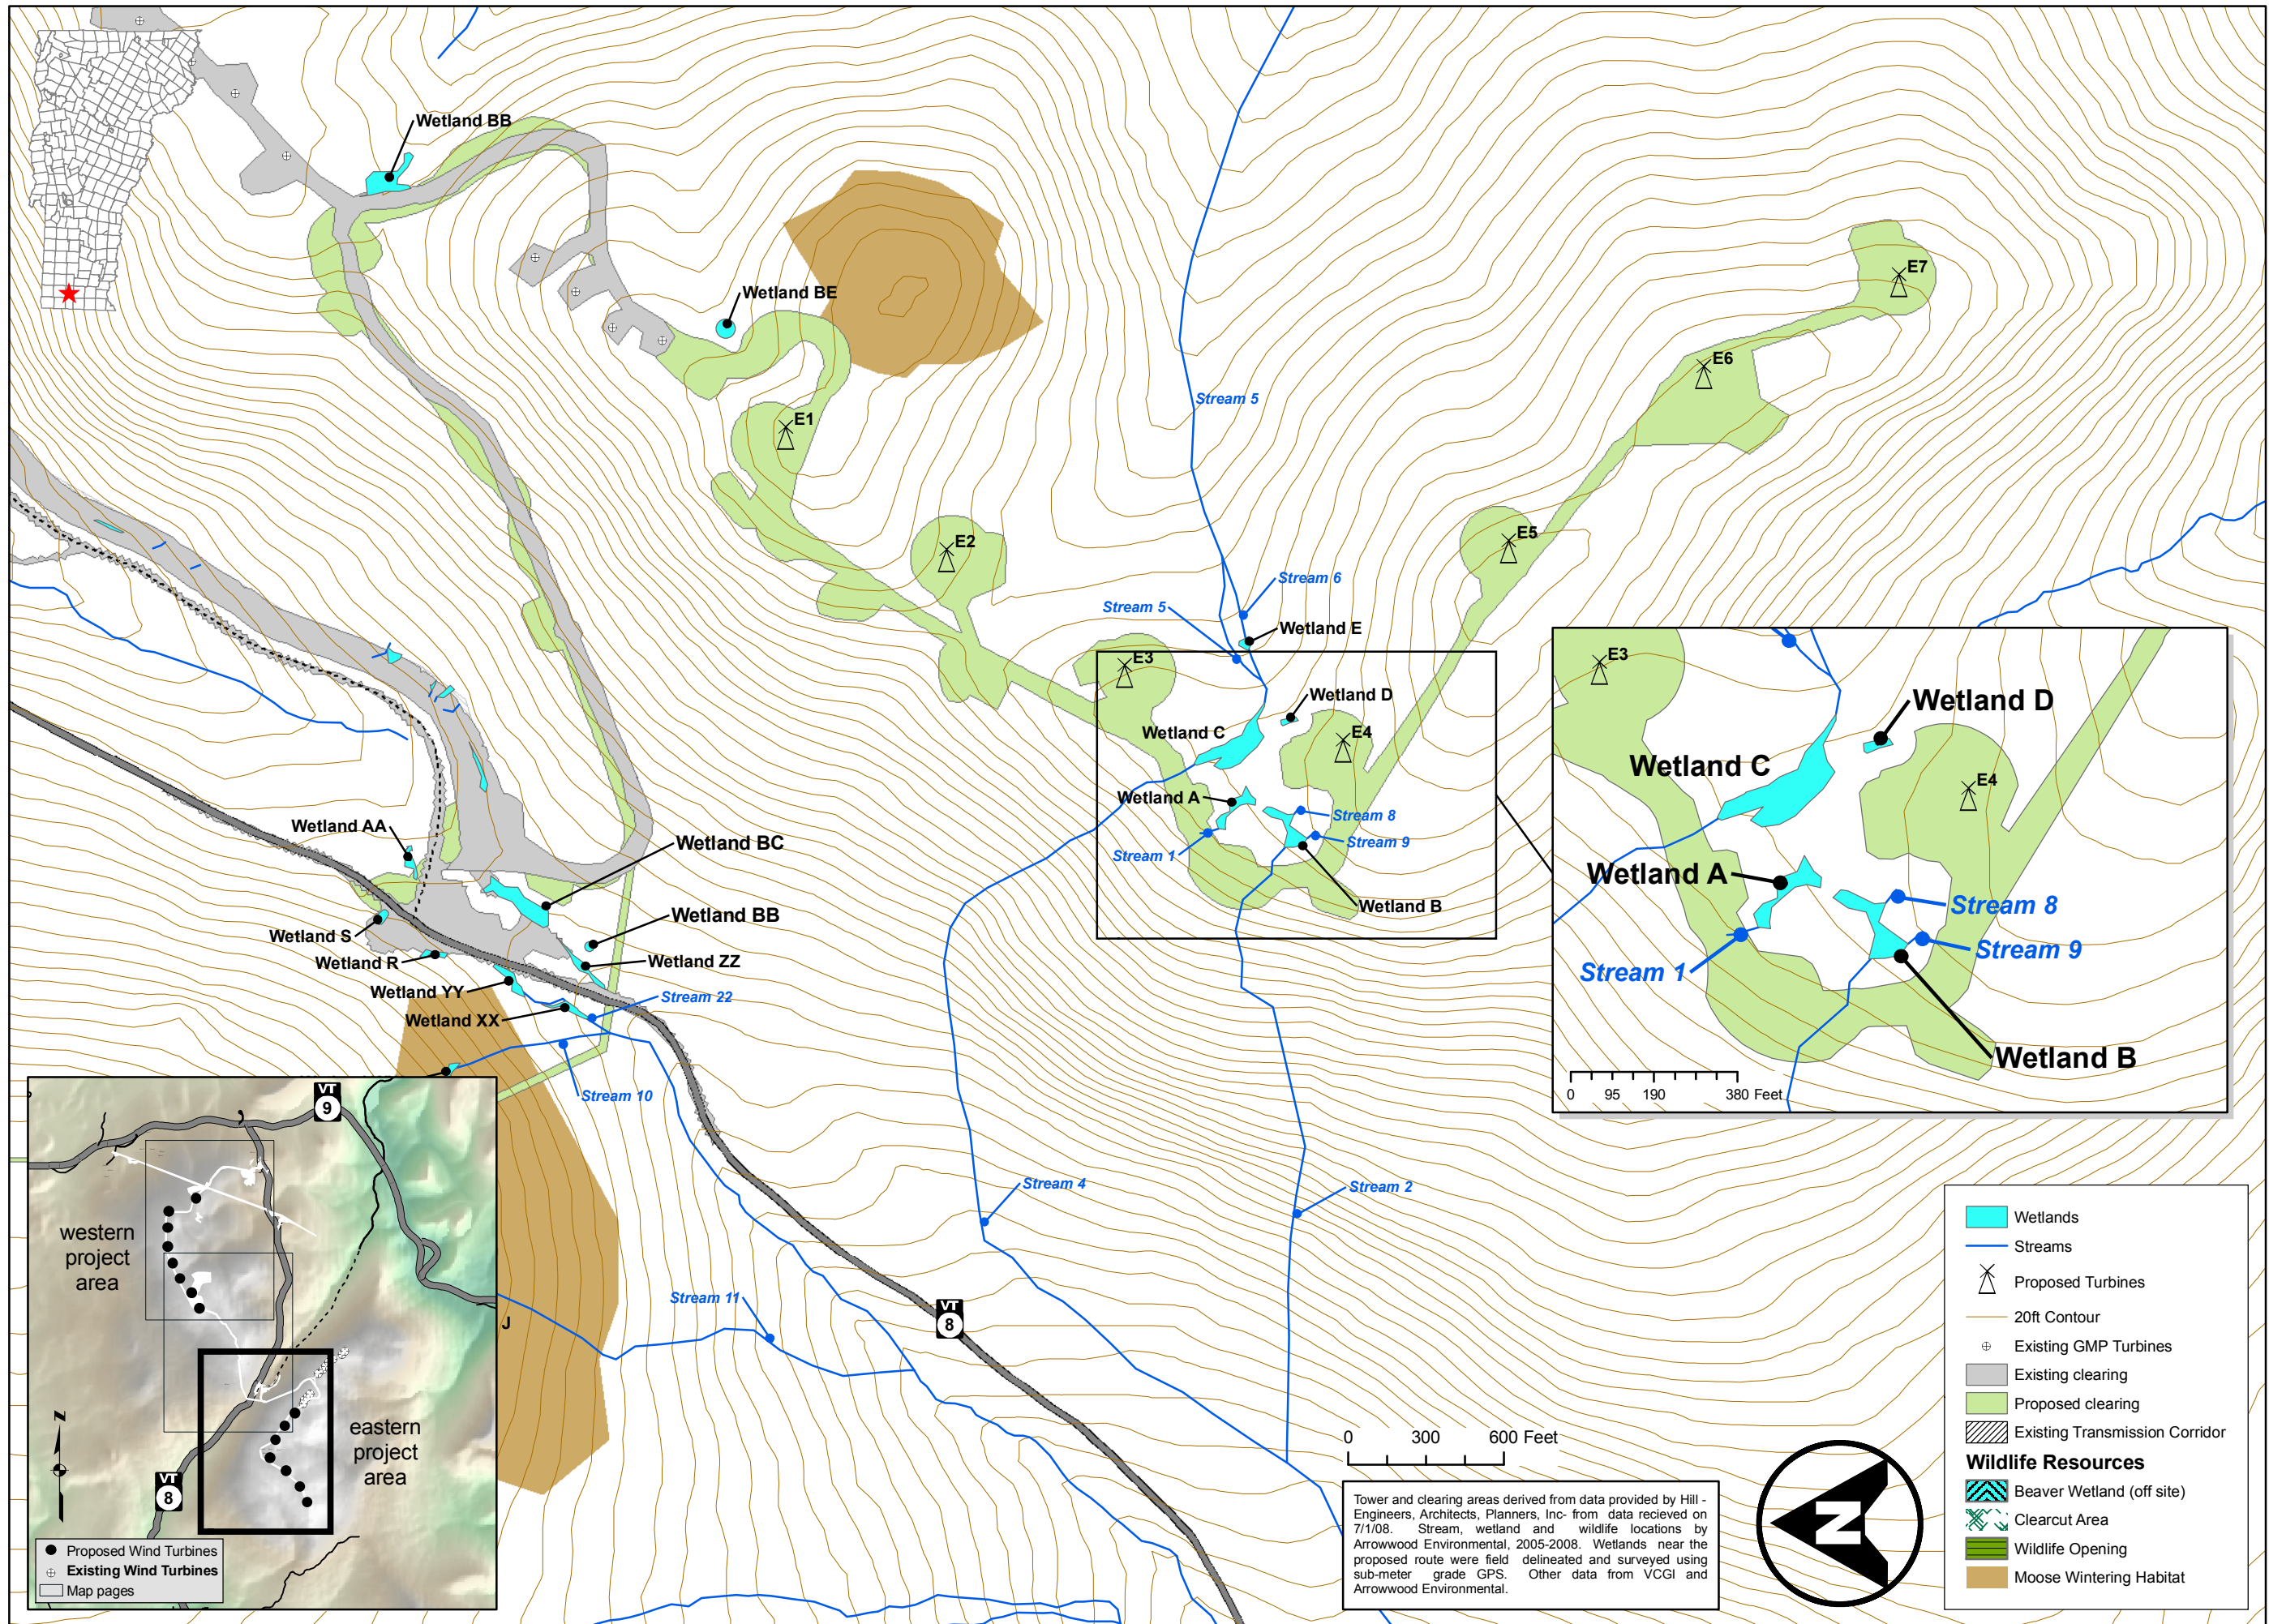 Wetland BB
Wetland BE
E7
E6
E1
Stream 5
E2
E5
Stream 6
Stream 5
Wetland E
E3
Wetland D
Wetland C
E4
Wetland A
Stream 8
Stream 9
Stream 1
Wetland B
E3
Wetland D
Wetland C
E4
Wetland A
Stream 8
Stream 9
Stream 1
Wetland B
0 95 190 380 Feet
Wetland AA
Wetland BC
Wetland BB
Wetland S
Wetland ZZ
Wetland R
Wetland YY
Stream 22
Wetland XX
Stream 10
Stream 4
Stream 2
Stream 11
J
VT
8
VT
9
western
project
area
eastern
project
area
N
VT
8
Proposed Wind Turbines
Existing Wind Turbines
Map pages
0 300 600 Feet
Tower and clearing areas derived from data provided by Hill -
Engineers, Architects, Planners, Inc- from data recieved on
7/1/08. Stream, wetland and wildlife locations by
Arrowwood Environmental, 2005-2008. Wetlands near the
proposed route were field delineated and surveyed using
sub-meter grade GPS. Other data from VCGI and
Arrowwood Environmental.
N
Wetlands
Streams
Proposed Turbines
20ft Contour
Existing GMP Turbines
Existing clearing
Proposed clearing
Existing Transmission Corridor
Wildlife Resources
Beaver Wetland (off site)
Clearcut Area
Wildlife Opening
Moose Wintering Habitat